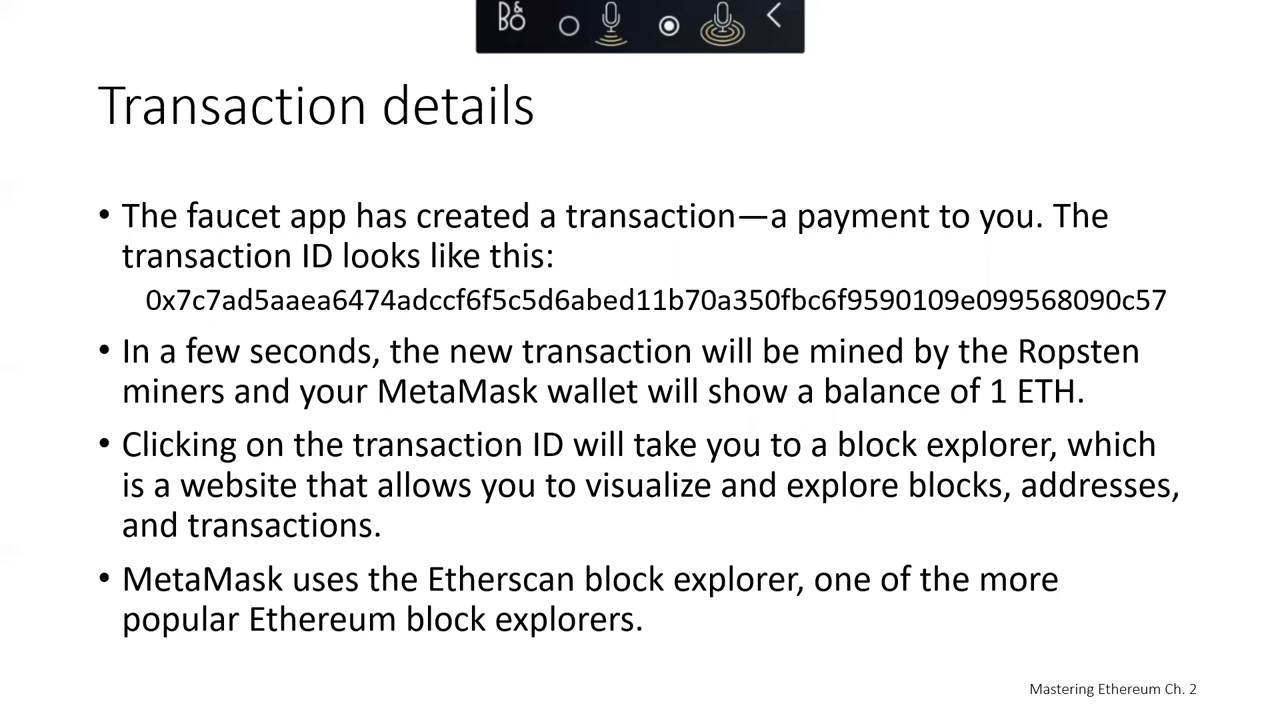 B&O
Transaction details
• The faucet app has created a transaction—a payment to you. The
transaction ID looks like this:
0x7c7ad5aaea6474adccf6f5c5d6abed11b70a350fbc6f9590109e099568090c57
• In a few seconds, the new transaction will be mined by the Ropsten
miners and your MetaMask wallet will show a balance of 1 ETH.
• Clicking on the transaction ID will take you to a block explorer, which
is a website that allows you to visualize and explore blocks, addresses,
and transactions.
• MetaMask uses the Etherscan block explorer, one of the more
popular Ethereum block explorers.
Mastering Ethereum Ch. 2